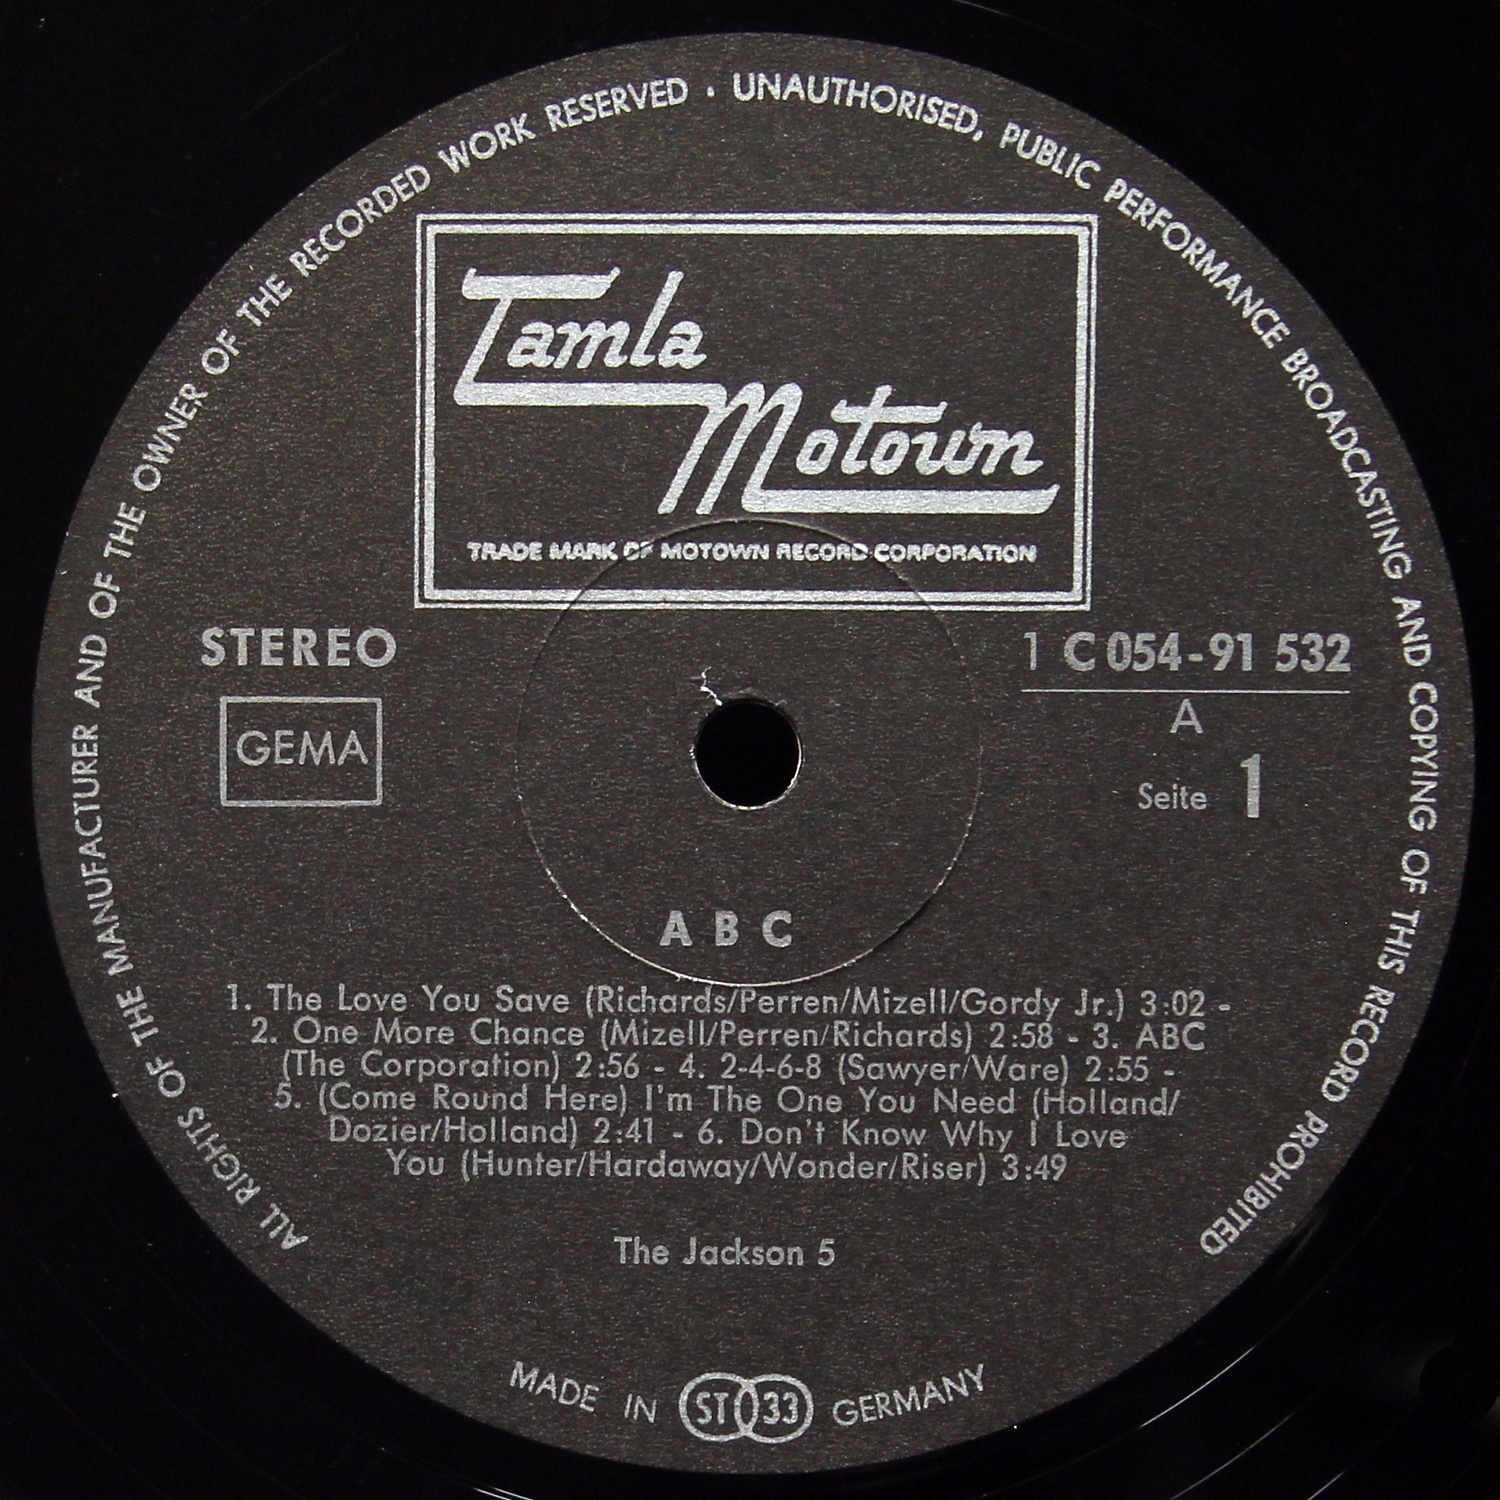 ALL RIGHTS OF THE MANUFACTURER AND OF THE OWNER OF THE RECORDED WORK RESERVED · UNAUTHORISED, PUBLIC PERFORMANCE BROADCASTING AND COPYING OF THIS RECORD PROHIBITED
Tamla
Motown
TRADE MARK OF MOTOWN RECORD CORPORATION
STEREO
GEMA
1 C 054-91 532
A
Seite 1
A B C
1. The Love You Save (Richards/Perren/Mizell/Gordy Jr.) 3:02 -
2. One More Chance (Mizell/Perren/Richards) 2:58 - 3. ABC
(The Corporation) 2:56 - 4. 2-4-6-8 (Sawyer/Ware) 2:55 -
5. (Come Round Here) I'm The One You Need (Holland/
Dozier/Holland) 2:41 - 6. Don't Know Why I Love
You (Hunter/Hardaway/Wonder/Riser) 3:49
The Jackson 5
MADE IN ST 33 GERMANY